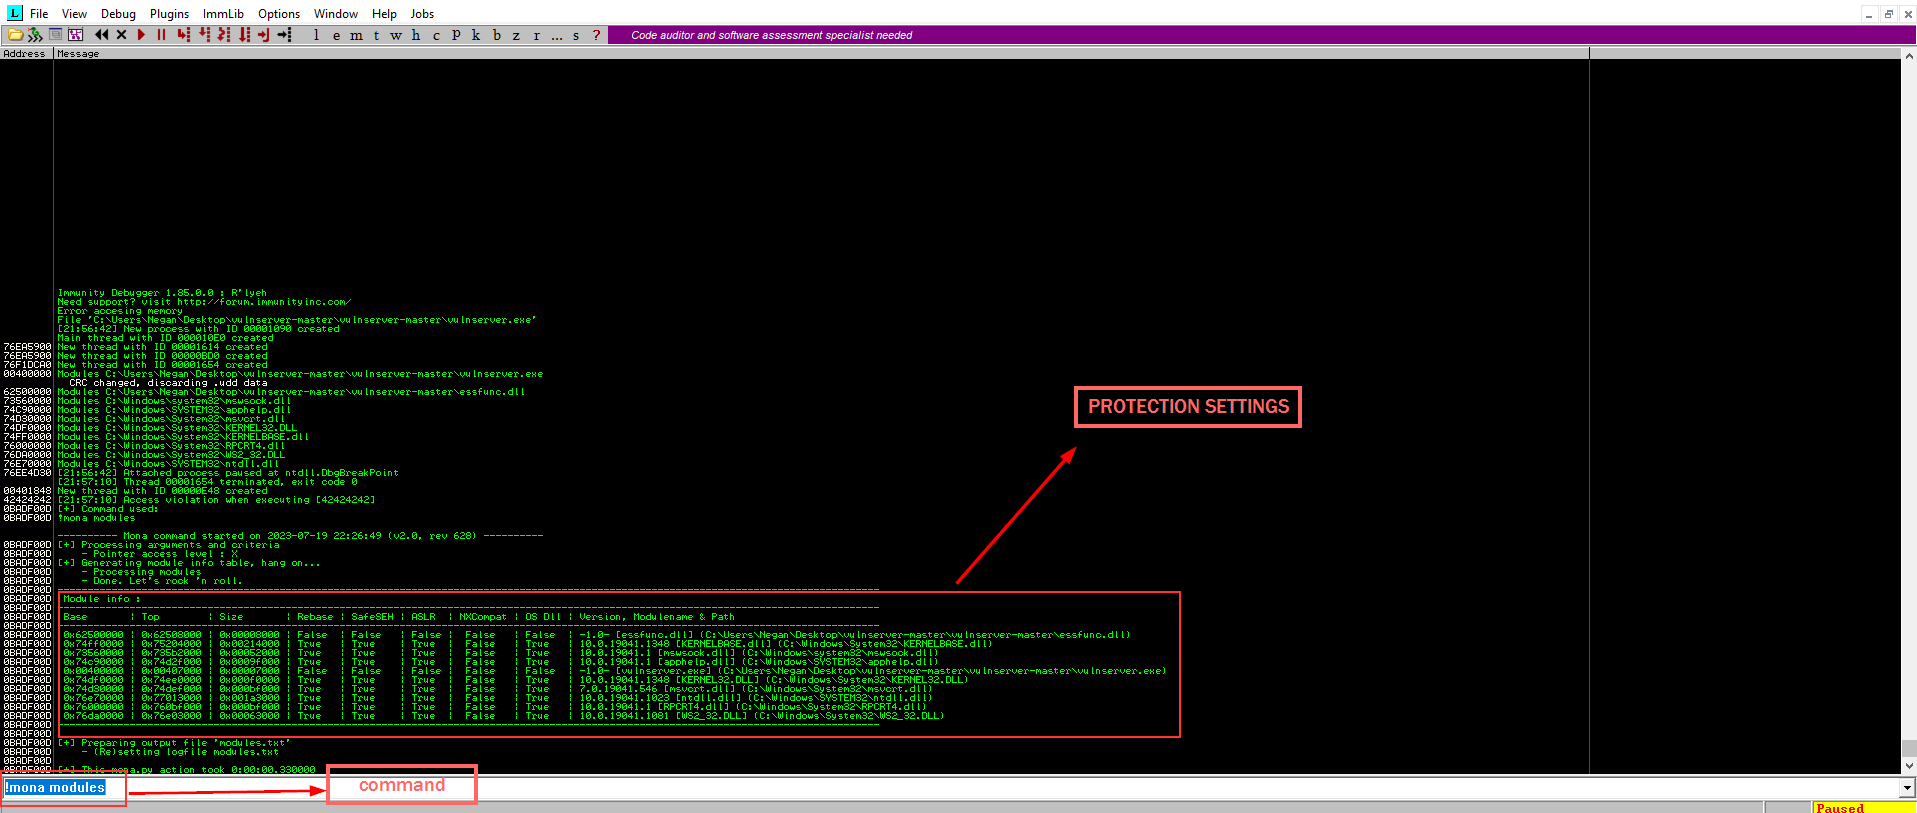 L File View Debug Plugins ImmLib Options Window Help Jobs
l e m t w h c p k b z r ... s ? Code auditor and software assessment specialist needed
Address Message
Immunity Debugger 1.85.0.0 : R'lyeh
Need support? visit http://forum.immunityinc.com/
Error accesing memory
File 'C:\Users\Negan\Desktop\vulnserver-master\vulnserver-master\vulnserver.exe'
[21:56:42] New process with ID 00001090 created
Main thread with ID 000010E0 created
76EA5900 New thread with ID 00001614 created
76EA5900 New thread with ID 00000BD0 created
76F1DCA0 New thread with ID 00001654 created
00400000 Modules C:\Users\Negan\Desktop\vulnserver-master\vulnserver-master\vulnserver.exe
CRC changed, discarding .udd data
62500000 Modules C:\Users\Negan\Desktop\vulnserver-master\vulnserver-master\essfunc.dll
73560000 Modules C:\Windows\system32\mswsock.dll
74C90000 Modules C:\Windows\SYSTEM32\apphelp.dll
74D30000 Modules C:\Windows\System32\msvcrt.dll
74DF0000 Modules C:\Windows\System32\KERNEL32.DLL
74FF0000 Modules C:\Windows\System32\KERNELBASE.dll
76000000 Modules C:\Windows\System32\RPCRT4.dll
76DA0000 Modules C:\Windows\System32\WS2_32.DLL
76E70000 Modules C:\Windows\SYSTEM32\ntdll.dll
76EE4D30 [21:56:42] Attached process paused at ntdll.DbgBreakPoint
[21:57:10] Thread 00001654 terminated, exit code 0
00401848 New thread with ID 00000E48 created
42424242 [21:57:10] Access violation when executing [42424242]
0BADF00D [+] Command used:
0BADF00D !mona modules
---------- Mona command started on 2023-07-19 22:26:49 (v2.0, rev 628) ----------
0BADF00D [+] Processing arguments and criteria
0BADF00D - Pointer access level : X
0BADF00D [+] Generating module info table, hang on...
0BADF00D - Processing modules
0BADF00D - Done. Let's rock 'n roll.
0BADF00D
0BADF00D Module info :
0BADF00D
0BADF00D Base | Top | Size | Rebase | SafeSEH | ASLR | NXCompat | OS Dll | Version, Modulename & Path
0BADF00D
0BADF00D 0x62500000 | 0x62508000 | 0x00008000 | False | False | False | False | False | -1.0- [essfunc.dll] (C:\Users\Negan\Desktop\vulnserver-master\vulnserver-master\essfunc.dll)
0BADF00D 0x74ff0000 | 0x75204000 | 0x00214000 | True | True | True | False | True | 10.0.19041.1348 [KERNELBASE.dll] (C:\Windows\System32\KERNELBASE.dll)
0BADF00D 0x73560000 | 0x735b2000 | 0x00052000 | True | True | True | False | True | 10.0.19041.1 [mswsock.dll] (C:\Windows\system32\mswsock.dll)
0BADF00D 0x74c90000 | 0x74d2f000 | 0x0009f000 | True | True | True | False | True | 10.0.19041.1 [apphelp.dll] (C:\Windows\SYSTEM32\apphelp.dll)
0BADF00D 0x00400000 | 0x00407000 | 0x00007000 | False | False | False | False | False | -1.0- [vulnserver.exe] (C:\Users\Negan\Desktop\vulnserver-master\vulnserver-master\vulnserver.exe)
0BADF00D 0x74df0000 | 0x74ee0000 | 0x000f0000 | True | True | True | False | True | 10.0.19041.1348 [KERNEL32.DLL] (C:\Windows\System32\KERNEL32.DLL)
0BADF00D 0x74d30000 | 0x74def000 | 0x000bf000 | True | True | True | False | True | 7.0.19041.546 [msvcrt.dll] (C:\Windows\System32\msvcrt.dll)
0BADF00D 0x76e70000 | 0x77013000 | 0x001a3000 | True | True | True | False | True | 10.0.19041.1023 [ntdll.dll] (C:\Windows\SYSTEM32\ntdll.dll)
0BADF00D 0x76000000 | 0x760bf000 | 0x000bf000 | True | True | True | False | True | 10.0.19041.1 [RPCRT4.dll] (C:\Windows\System32\RPCRT4.dll)
0BADF00D 0x76da0000 | 0x76e03000 | 0x00063000 | True | True | True | False | True | 10.0.19041.1081 [WS2_32.DLL] (C:\Windows\System32\WS2_32.DLL)
0BADF00D
0BADF00D
0BADF00D [+] Preparing output file 'modules.txt'
0BADF00D - (Re)setting logfile modules.txt
0BADF00D
0BADF00D [+] This mona.py action took 0:00:00.330000
PROTECTION SETTINGS
!mona modules
command
Paused